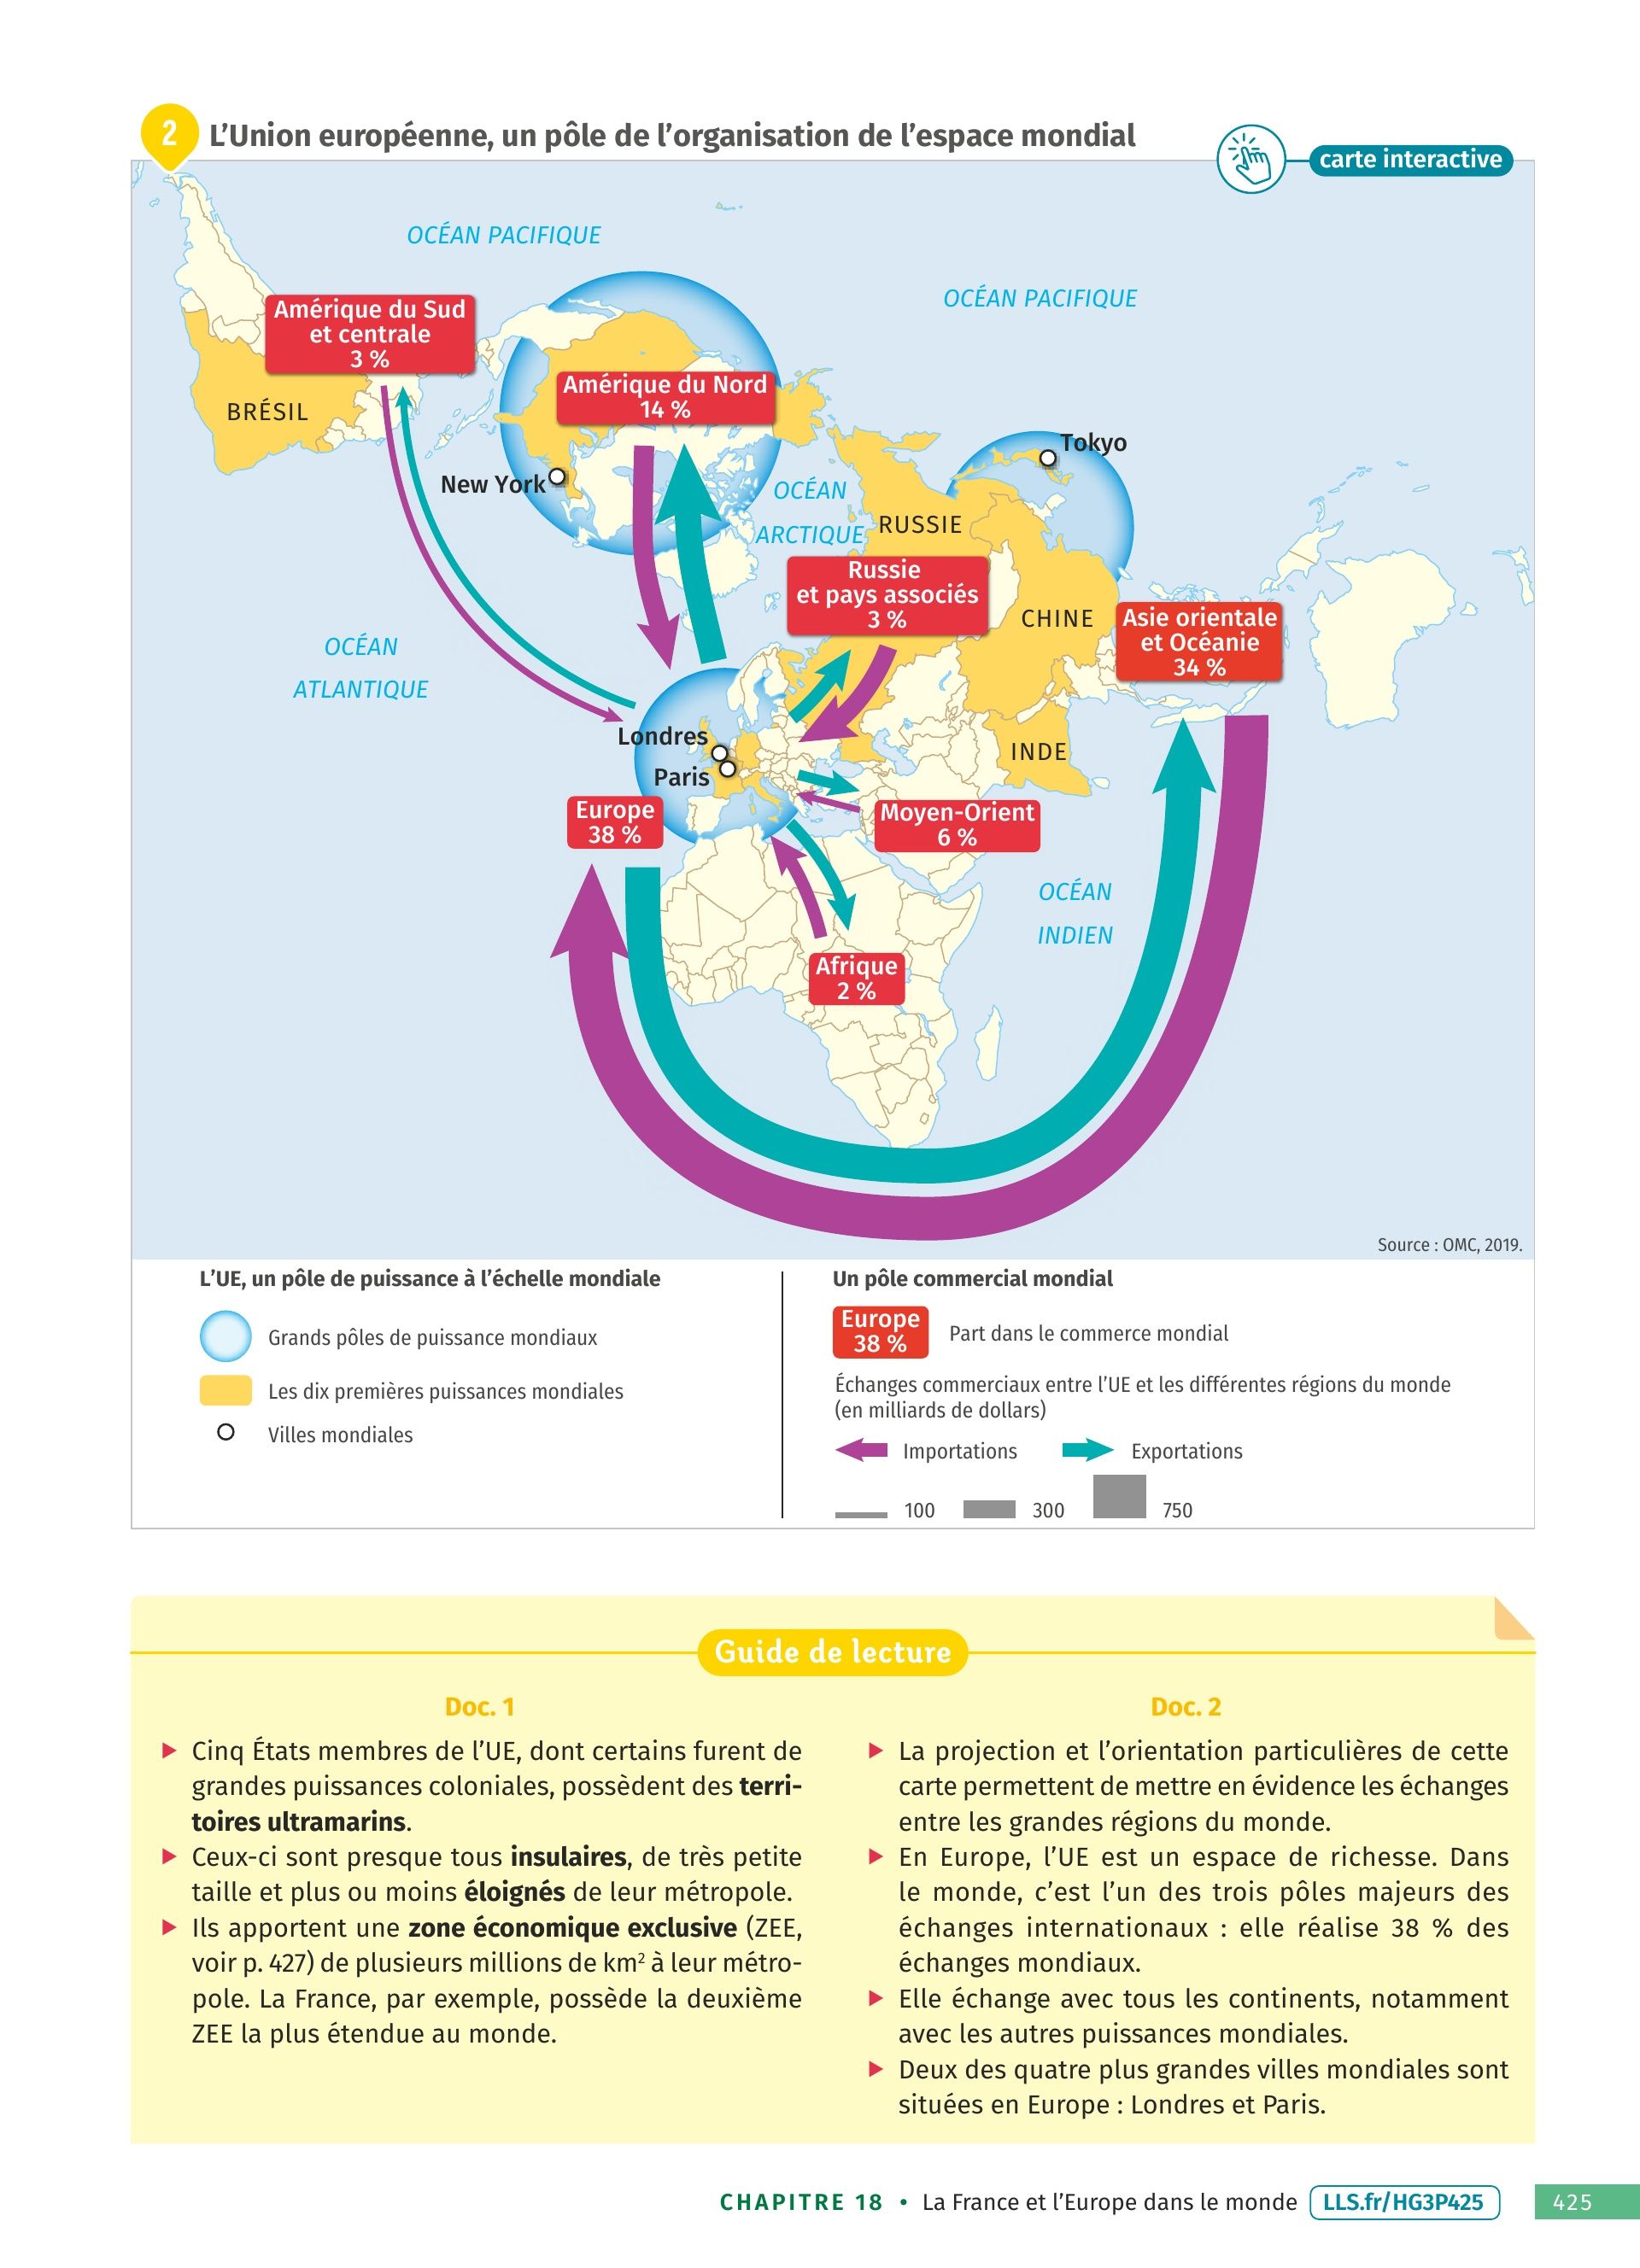 2
L'Union européenne, un pôle de l'organisation de l'espace mondial
carte interactive
OCÉAN PACIFIQUE
OCÉAN PACIFIQUE
Amérique du Sud
et centrale
3 %
BRÉSIL
Amérique du Nord
14 %
New York
Tokyo
OCÉAN
ARCTIQUE
RUSSIE
Russie
et pays associés
3 %
CHINE
Asie orientale
et Océanie
34 %
OCÉAN
ATLANTIQUE
Londres
Paris
INDE
Europe
38 %
Moyen-Orient
6 %
OCÉAN
INDIEN
Afrique
2 %
Source : OMC, 2019.
L'UE, un pôle de puissance à l'échelle mondiale
Grands pôles de puissance mondiaux
Les dix premières puissances mondiales
Villes mondiales
Un pôle commercial mondial
Europe
38 %
Part dans le commerce mondial
Échanges commerciaux entre l'UE et les différentes régions du monde
(en milliards de dollars)
Importations
Exportations
100
300
750
Guide de lecture
Doc. 1
Cinq États membres de l'UE, dont certains furent de
grandes puissances coloniales, possèdent des terri-
toires ultramarins.
Ceux-ci sont presque tous insulaires, de très petite
taille et plus ou moins éloignés de leur métropole.
Ils apportent une zone économique exclusive (ZEE,
voir p. 427) de plusieurs millions de km² à leur métro-
pole. La France, par exemple, possède la deuxième
ZEE la plus étendue au monde.
Doc. 2
La projection et l'orientation particulières de cette
carte permettent de mettre en évidence les échanges
entre les grandes régions du monde.
En Europe, l'UE est un espace de richesse. Dans
le monde, c'est l'un des trois pôles majeurs des
échanges internationaux : elle réalise 38 % des
échanges mondiaux.
Elle échange avec tous les continents, notamment
avec les autres puissances mondiales.
Deux des quatre plus grandes villes mondiales sont
situées en Europe : Londres et Paris.
CHAPITRE 18 • La France et l'Europe dans le monde LLS.fr/HG3P425 425